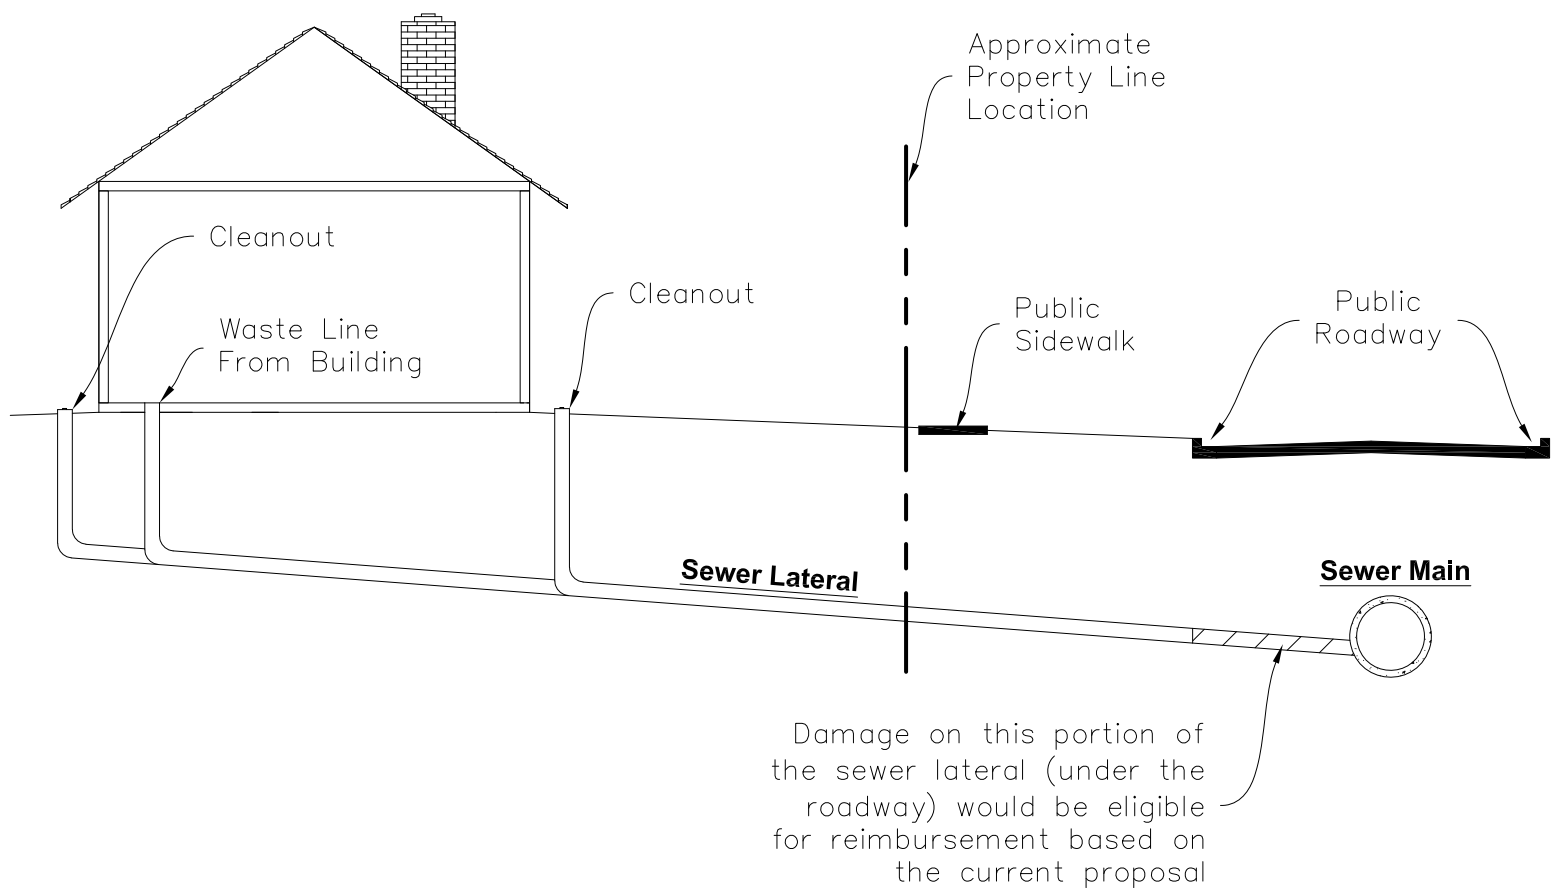 Approximate
Property Line
Location
Cleanout
Cleanout
Waste Line
From Building
Public
Sidewalk
Public
Roadway
Sewer Lateral
Sewer Main
Damage on this portion of
the sewer lateral (under the
roadway) would be eligible
for reimbursement based on
the current proposal